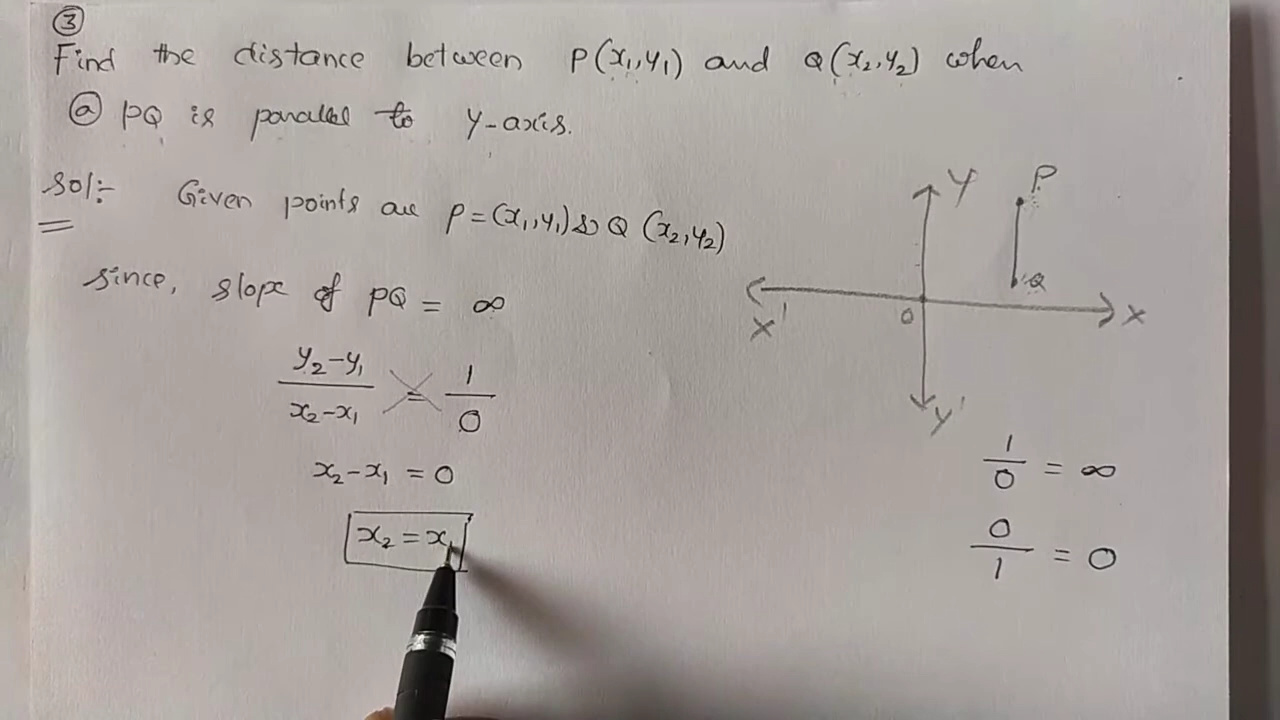 ③
Find the distance between P(x₁,y₁) and Q(x₂,y₂) when
ⓐ PQ is parallel to y-axis.
Sol:- Given points are P=(x₁,y₁) & Q (x₂,y₂)
Since, slope of PQ = ∞
y₂-y₁ / x₂-x₁ = 1/0
x₂-x₁ = 0
x₂ = x₁
Y
P
Q
X' O X
Y'
1/0 = ∞
0/1 = 0